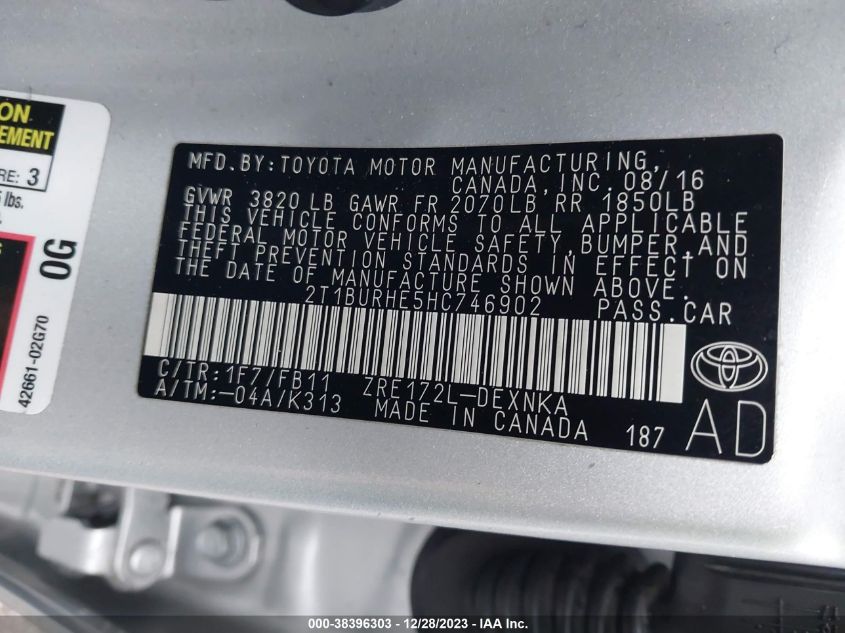 ON
EMENT
RE: 3
lbs.
0G
42661-02G70
MFD.BY:TOYOTA MOTOR MANUFACTURING,
CANADA,INC.08/16
GVWR 3820LB GAWR FR 2070LB RR 1850LB
THIS VEHICLE CONFORMS TO ALL APPLICABLE
FEDERAL MOTOR VEHICLE SAFETY,BUMPER,AND
THEFT PREVENTION STANDARDS IN EFFECT ON
THE DATE OF MANUFACTURE SHOWN ABOVE.
2T1BURHE5HC746902 PASS.CAR
C/TR:1F7/FB11 ZRE172L-DEXNKA
A/TM:-04A/K313 MADE IN CANADA 187
AD
000-38396303 - 12/28/2023 - IAA Inc.